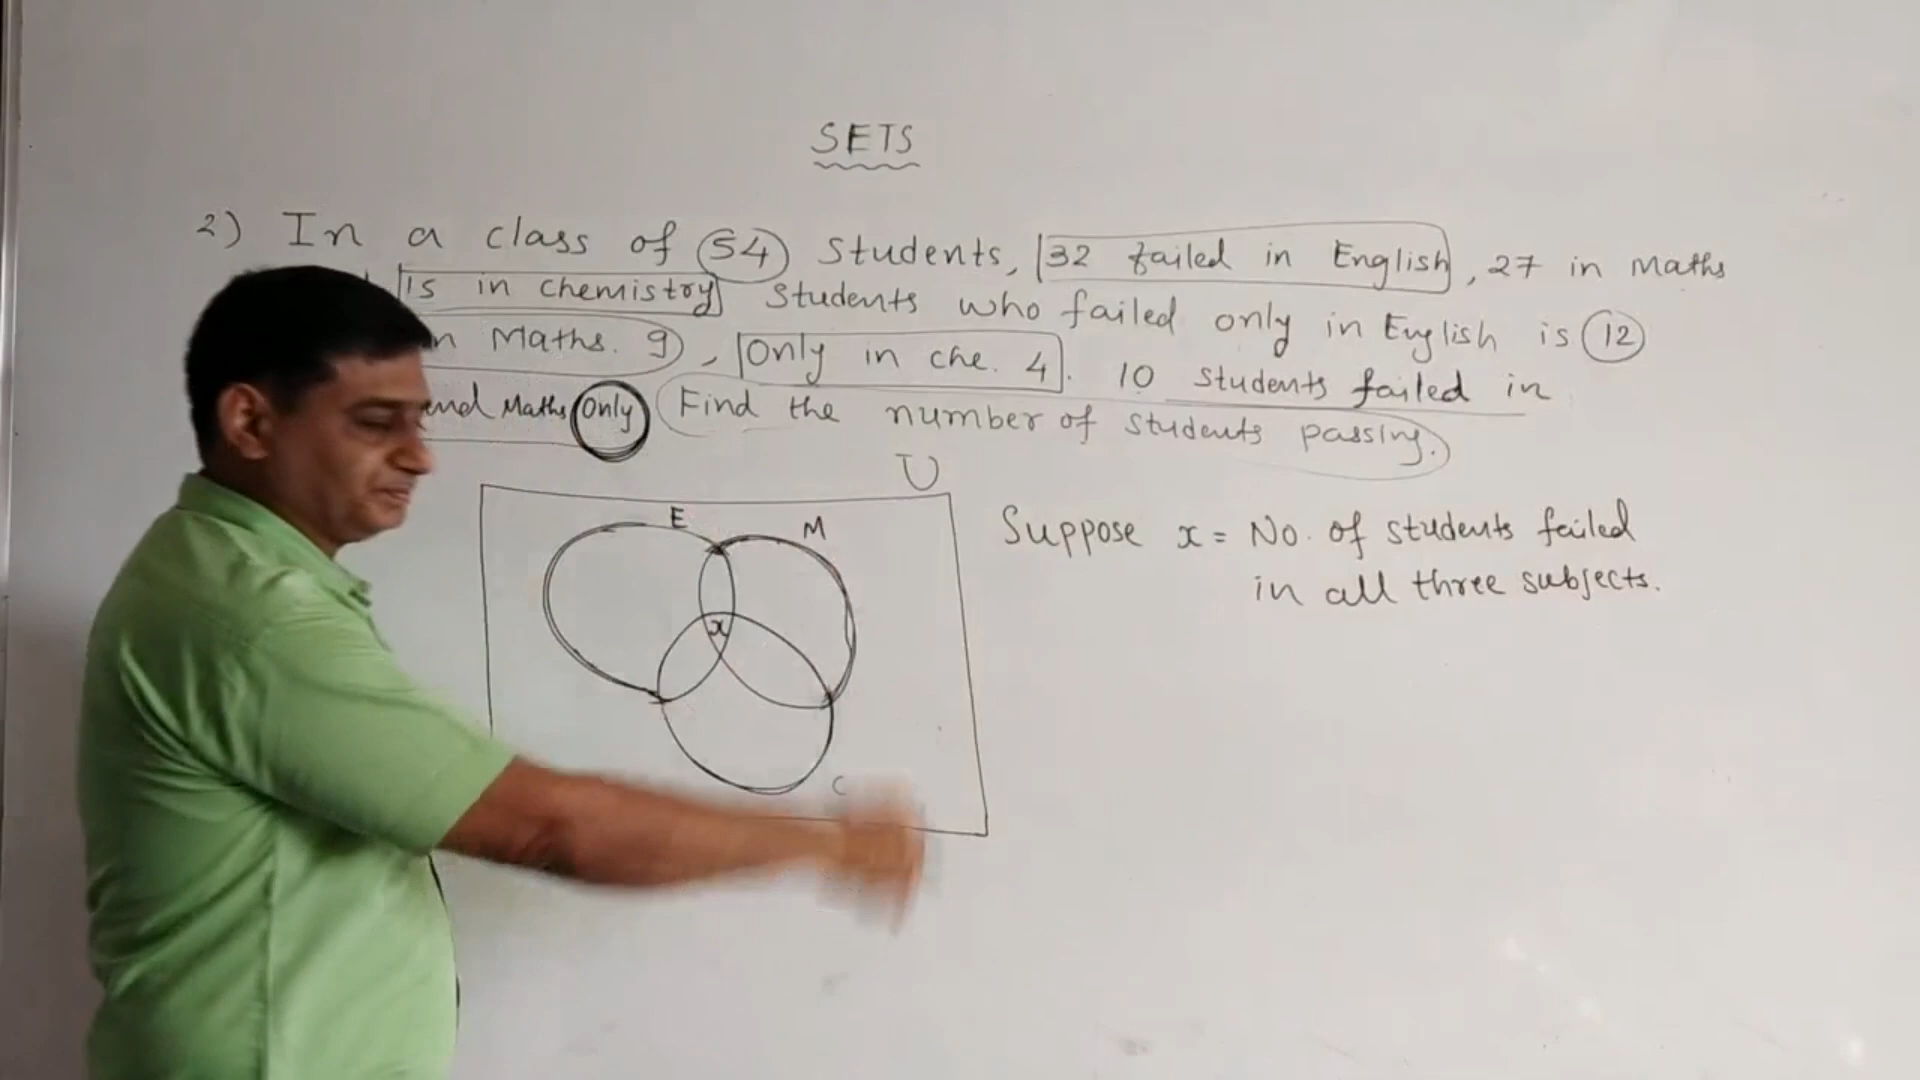 SETS
2) In a class of 54 Students, 32 failed in English, 27 in Maths
15 in chemistry Students who failed only in English is 12
in Maths. 9, Only in che. 4. 10 students failed in
and Maths Only Find the number of students passing.
U
E
M
Suppose x = No. of students failed
in all three subjects.
x
C